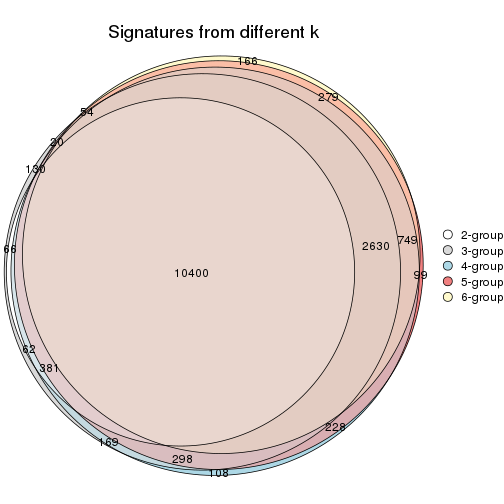 Signatures from different k
166
279
54
20
130
749
2630
66
10400
99
62
381
228
169
298
108
2-group
3-group
4-group
5-group
6-group